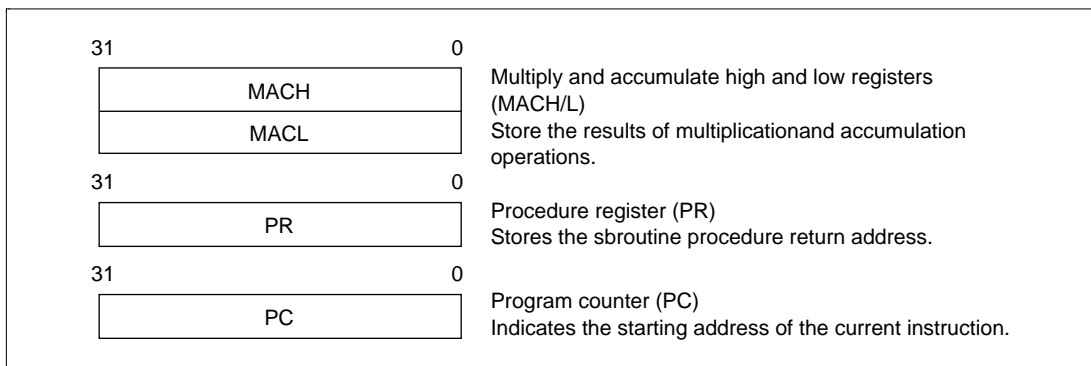 31 0
MACH
MACL
Multiply and accumulate high and low registers
(MACH/L)
Store the results of multiplicationand accumulation
operations.
31 0
PR
Procedure register (PR)
Stores the sbroutine procedure return address.
31 0
PC
Program counter (PC)
Indicates the starting address of the current instruction.